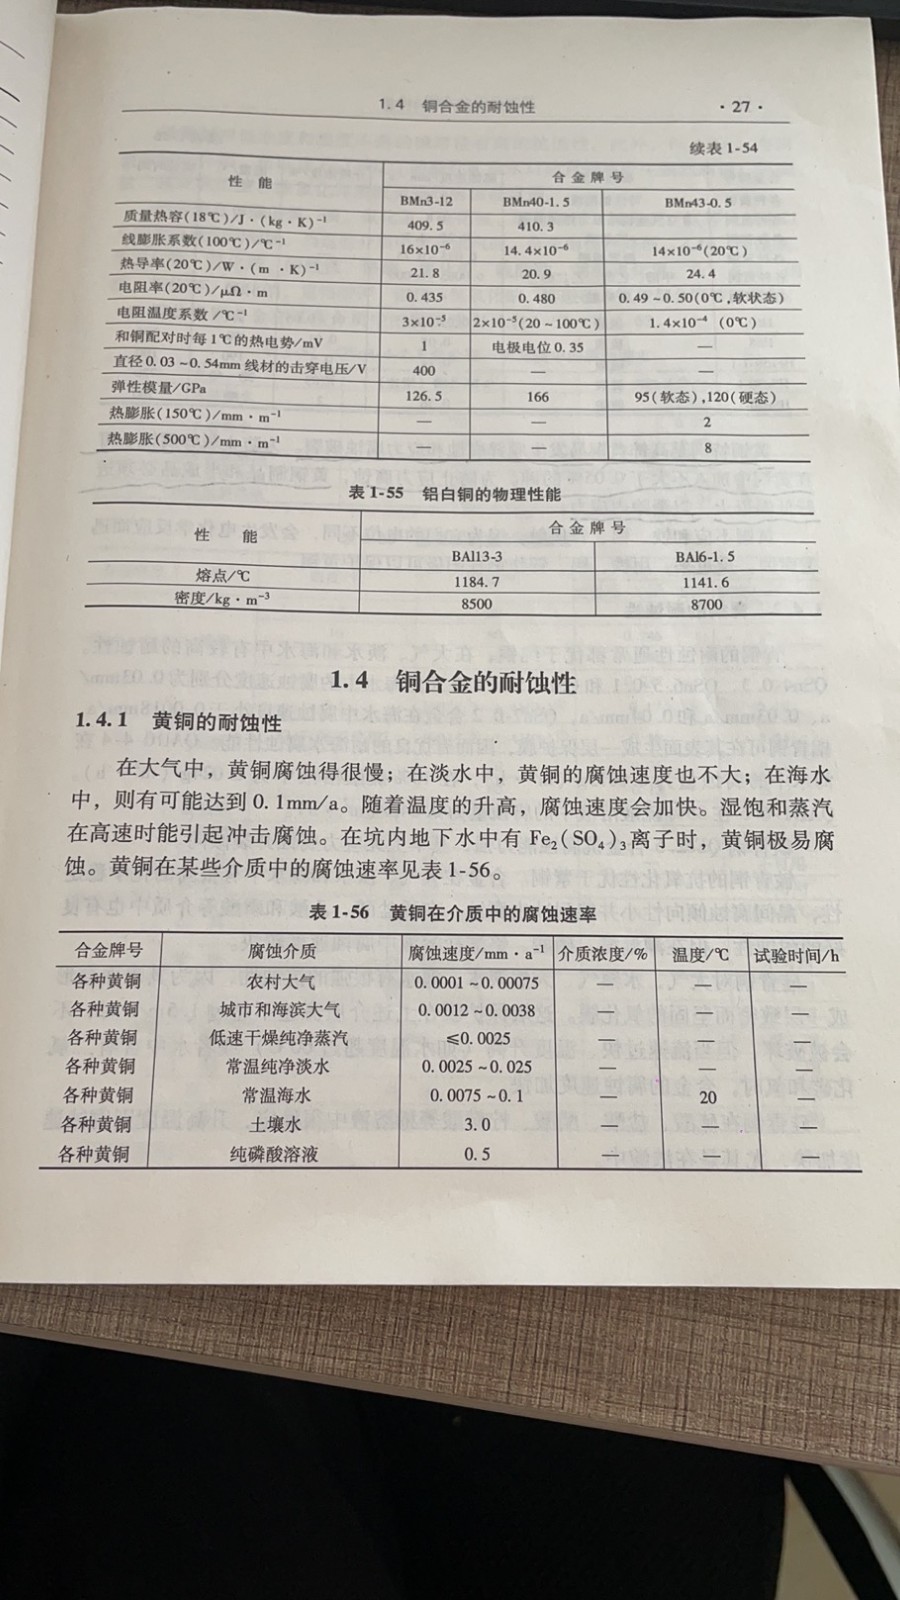 1.4 铜合金的耐蚀性 ·27·
续表 1-54
性 能 合金牌号
BMn3-12 BMn40-1.5 BMn43-0.5
质量热容(18℃)/J·(kg·K)⁻¹ 409.5 410.3
线膨胀系数(100℃)/℃⁻¹ 16×10⁻⁶ 14.4×10⁻⁶ 14×10⁻⁶(20℃)
热导率(20℃)/W·(m·K)⁻¹ 21.8 20.9 24.4
电阻率(20℃)/μΩ·m 0.435 0.480 0.49~0.50(0℃,软状态)
电阻温度系数/℃⁻¹ 3×10⁻⁵ 2×10⁻⁵(20~100℃) 1.4×10⁻⁴ (0℃)
和铜配对时每1℃的热电势/mV 1 电极电位0.35 —
直径0.03~0.54mm线材的击穿电压/V 400 — —
弹性模量/GPa 126.5 166 95(软态),120(硬态)
热膨胀(150℃)/mm·m⁻¹ — — 2
热膨胀(500℃)/mm·m⁻¹ — — 8
表 1-55 铝白铜的物理性能
性 能 合金牌号
BAl13-3 BAl6-1.5
熔点/℃ 1184.7 1141.6
密度/kg·m⁻³ 8500 8700
1.4 铜合金的耐蚀性
1.4.1 黄铜的耐蚀性
在大气中，黄铜腐蚀得很慢；在淡水中，黄铜的腐蚀速度也不大；在海水
中，则有可能达到 0.1mm/a。随着温度的升高，腐蚀速度会加快。湿饱和蒸汽
在高速时能引起冲击腐蚀。在坑内地下水中有 Fe₂(SO₄)₃离子时，黄铜极易腐
蚀。黄铜在某些介质中的腐蚀速率见表 1-56。
表 1-56 黄铜在介质中的腐蚀速率
合金牌号 腐蚀介质 腐蚀速度/mm·a⁻¹ 介质浓度/% 温度/℃ 试验时间/h
各种黄铜 农村大气 0.0001~0.00075 — — —
各种黄铜 城市和海滨大气 0.0012~0.0038 — — —
各种黄铜 低速干燥纯净蒸汽 ≤0.0025 — — —
各种黄铜 常温纯净淡水 0.0025~0.025 — — —
各种黄铜 常温海水 0.0075~0.1 — 20 —
各种黄铜 土壤水 3.0 — — —
各种黄铜 纯磷酸溶液 0.5 — — —